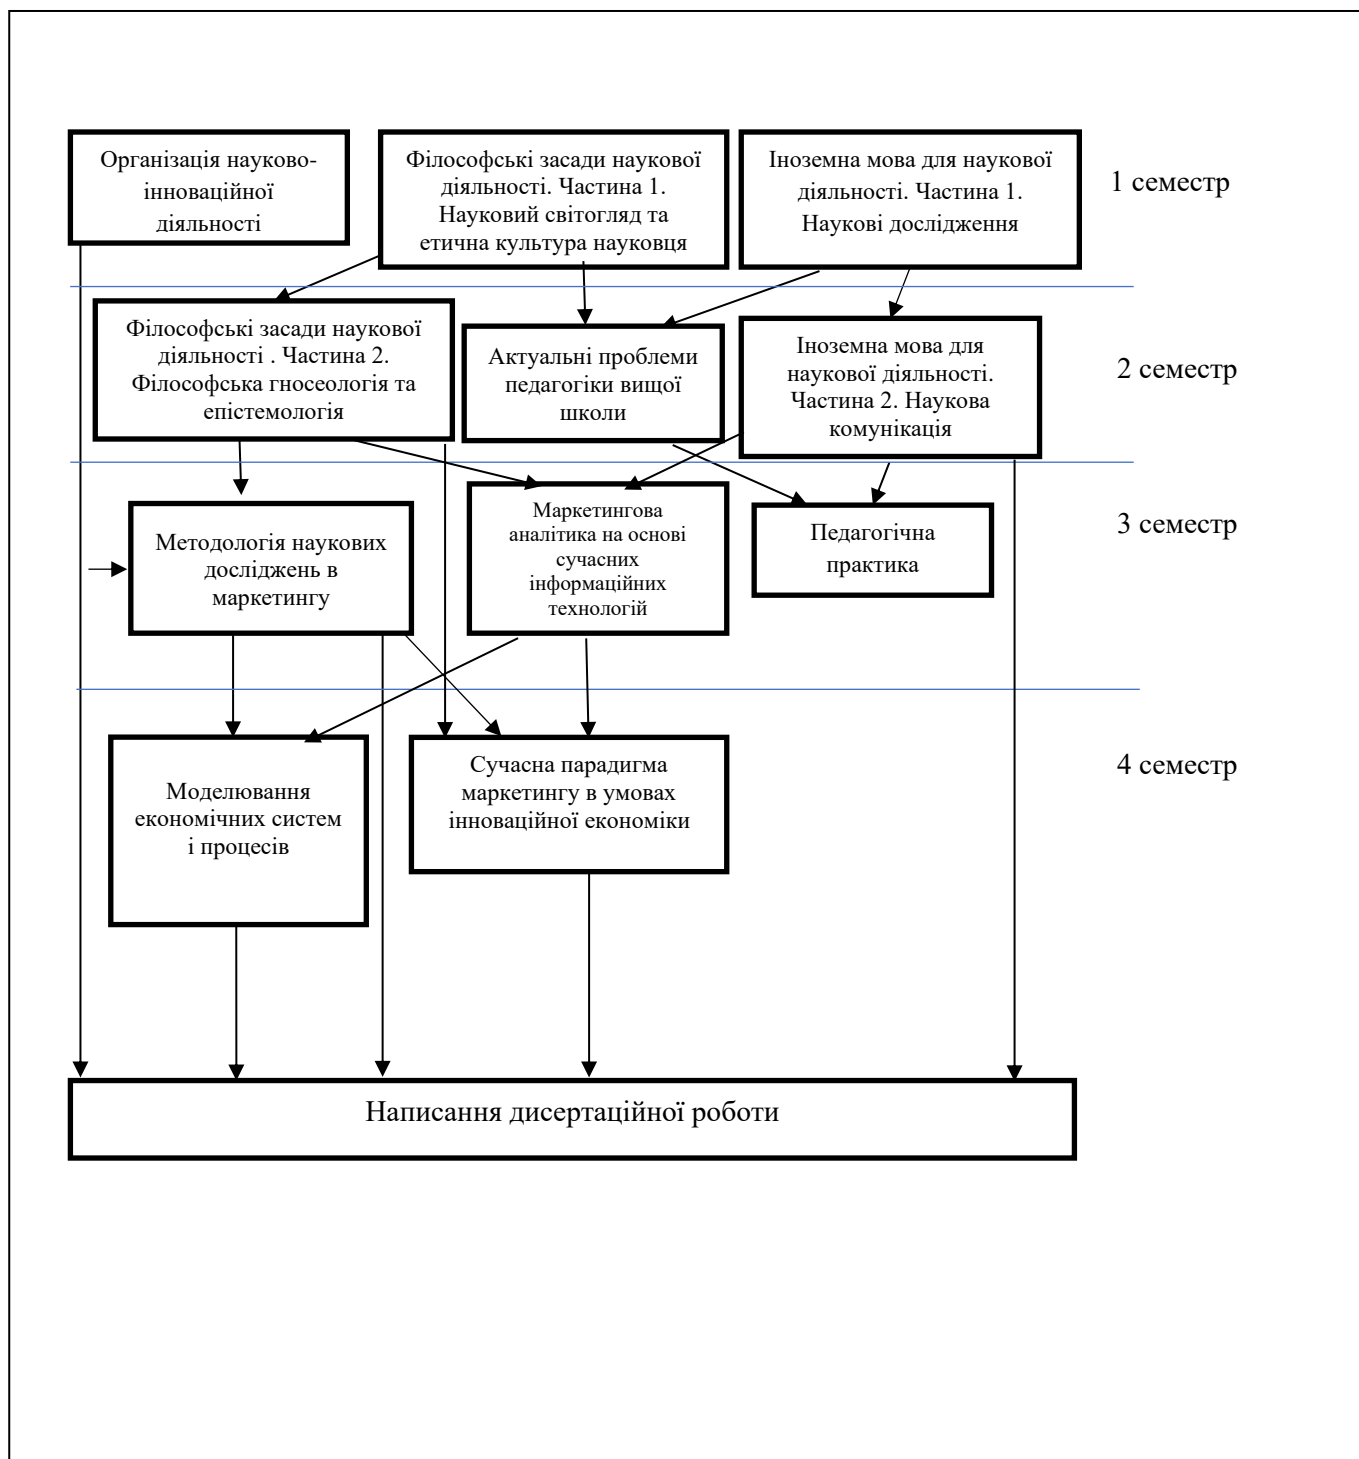 Організація науково-
інноваційної
діяльності
Філософські засади наукової
діяльності. Частина 1.
Науковий світогляд та
етична культура науковця
Іноземна мова для наукової
діяльності. Частина 1.
Наукові дослідження
1 семестр
Філософські засади наукової
діяльності . Частина 2.
Філософська гносеологія та
епістемологія
Актуальні проблеми
педагогіки вищої
школи
Іноземна мова для
наукової діяльності.
Частина 2. Наукова
комунікація
2 семестр
Методологія наукових
досліджень в
маркетингу
Маркетингова
аналітика на основі
сучасних
інформаційних
технологій
Педагогічна
практика
3 семестр
Моделювання
економічних систем
і процесів
Сучасна парадигма
маркетингу в умовах
інноваційної економіки
4 семестр
Написання дисертаційної роботи